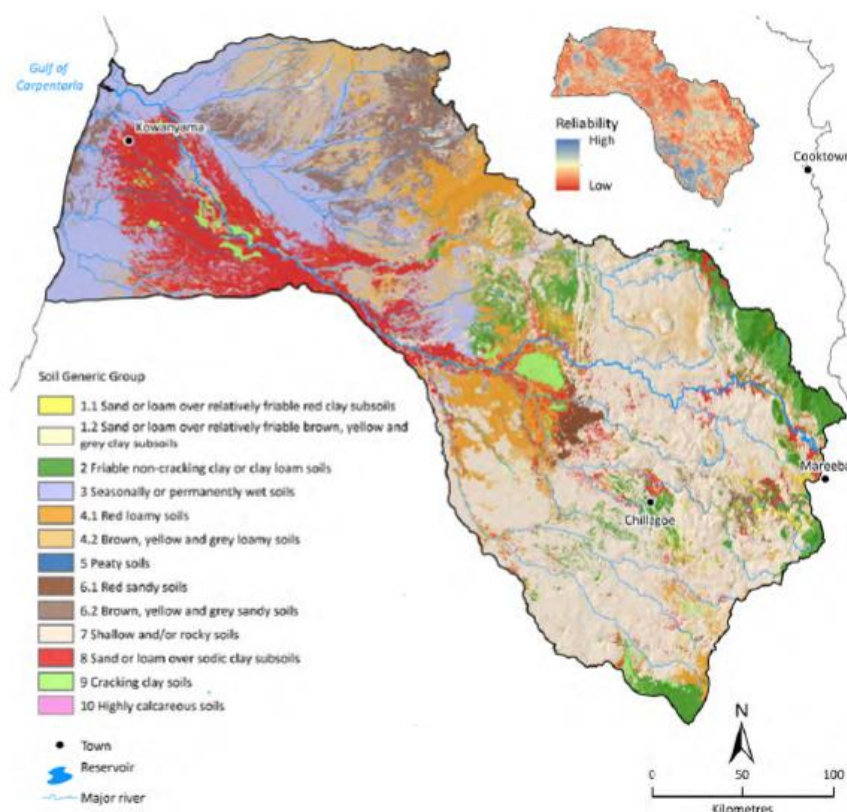 Gulf of
Carpentaria
Kowanyama
Reliability
High
Low
Cooktown
Mareeba
Chillagoe
Soil Generic Group
1.1 Sand or loam over relatively friable red clay subsoils
1.2 Sand or loam over relatively friable brown, yellow and
grey clay subsoils
2 Friable non-cracking clay or clay loam soils
3 Seasonally or permanently wet soils
4.1 Red loamy soils
4.2 Brown, yellow and grey loamy soils
5 Peaty soils
6.1 Red sandy soils
6.2 Brown, yellow and grey sandy soils
7 Shallow and/or rocky soils
8 Sand or loam over sodic clay subsoils
9 Cracking clay soils
10 Highly calcareous soils
Town
Reservoir
Major river
N
0 50 100
Kilometres